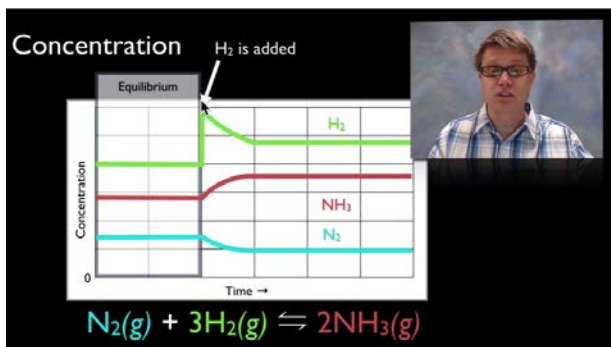 Concentration
H₂ is added
Equilibrium
H₂
NH₃
N₂
Concentration
0
Time →
N₂(g) + 3H₂(g) ⇌ 2NH₃(g)